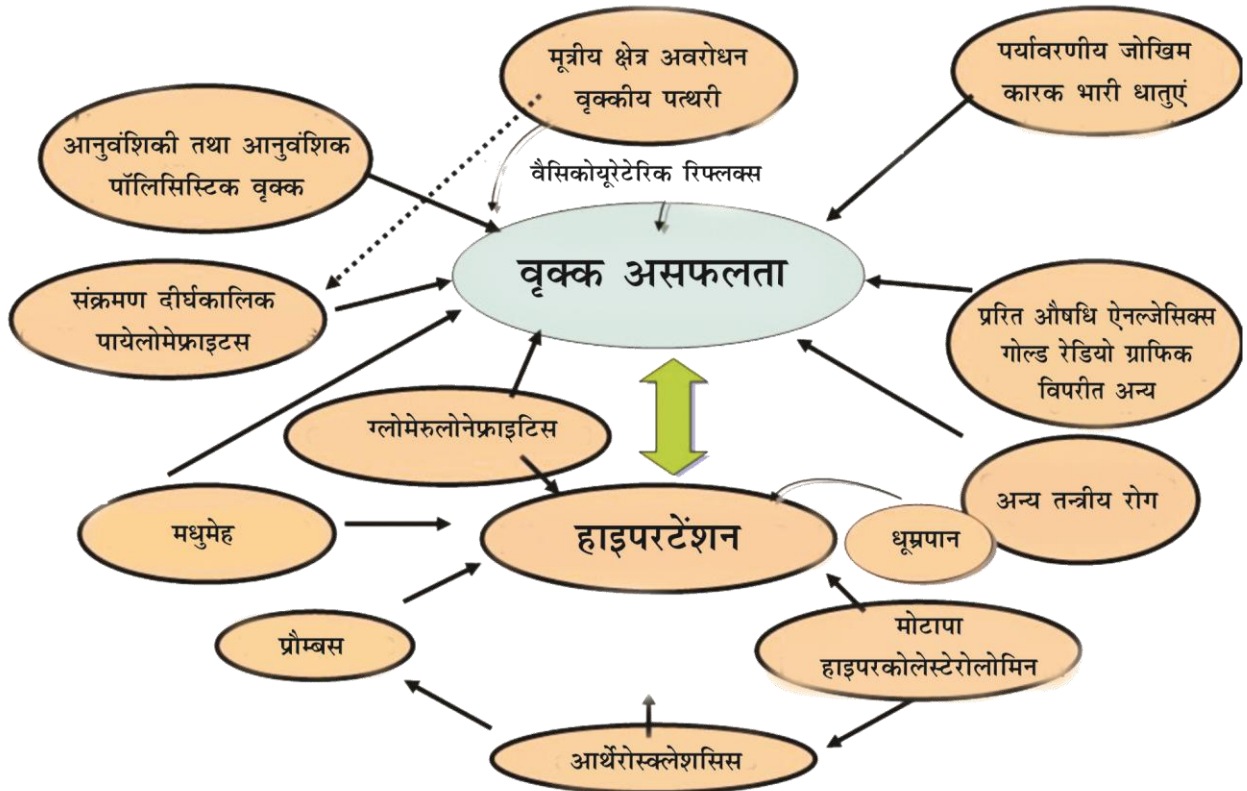 मूत्रीय क्षेत्र अवरोधन
वृक्कीय पत्थरी
पर्यावरणीय जोखिम
कारक भारी धातुएं
आनुवंशिकी तथा आनुवंशिक
पॉलिसिस्टिक वृक्क
वैसिकोयूरेटेरिक रिफ्लक्स
वृक्क असफलता
संक्रमण दीर्घकालिक
पायेलोमेफ्राइटस
प्ररित औषधि ऐनल्जेसिक्स
गोल्ड रेडियो ग्राफिक
विपरीत अन्य
ग्लोमेरुलोनेफ्राइटिस
अन्य तन्त्रीय रोग
मधुमेह
हाइपरटेंशन
धूम्रपान
प्रौम्बस
मोटापा
हाइपरकोलेस्टेरोलोमिन
आर्थेरोस्क्लेशसिस